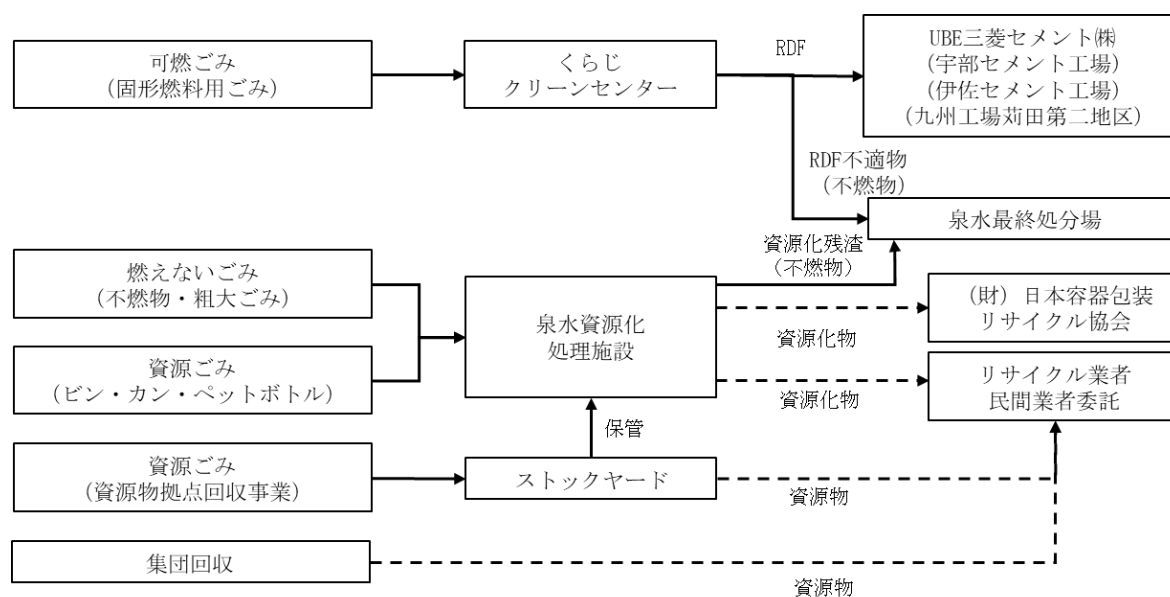 可燃ごみ
(固形燃料用ごみ)
くらじ
クリーンセンター
RDF
UBE三菱セメント㈱
(宇部セメント工場)
(伊佐セメント工場)
(九州工場苅田第二地区)
RDF不適物
(不燃物)
泉水最終処分場
資源化残渣
(不燃物)
燃えないごみ
(不燃物・粗大ごみ)
資源ごみ
(ビン・カン・ペットボトル)
泉水資源化
処理施設
資源化物
(財)日本容器包装
リサイクル協会
資源化物
リサイクル業者
民間業者委託
保管
資源ごみ
(資源物拠点回収事業)
ストックヤード
資源物
集団回収
資源物